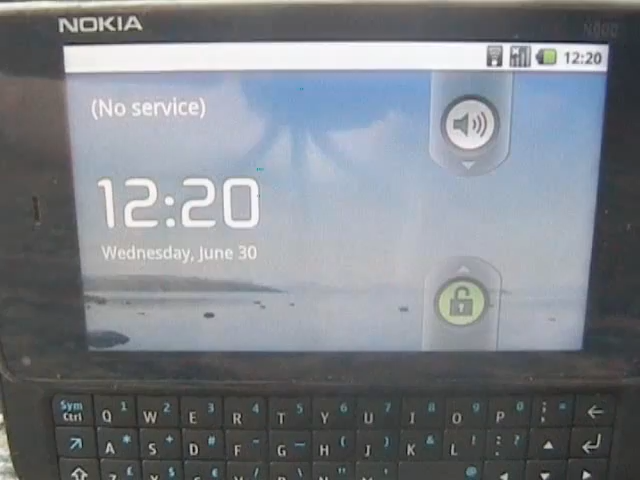 NOKIA N900
12:20
(No service)
12:20
Wednesday, June 30
Sym Ctrl Q 1 W 2 E 3 R 4 T 5 Y 6 U 7 I 8 O 9 P 0 ; = ←
↗ A * S + D # F - G _ H ( J ) K & L ! : ? ▲
Z £ X $ C € V / B \ N " M '